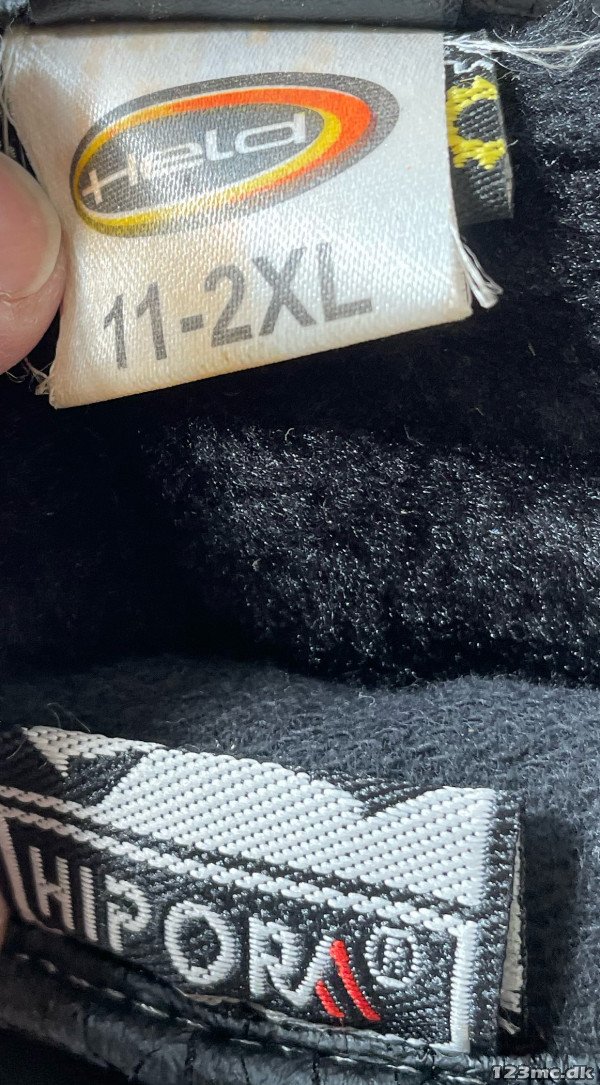 Held
11-2XL
HIPORA®
123mc.dk